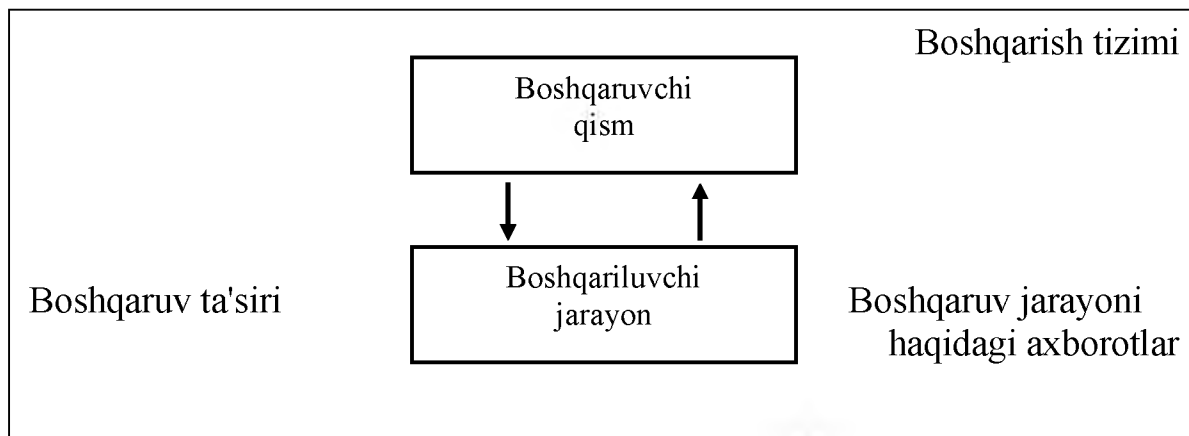 Boshqarish tizimi
Boshqaruvchi
qism
Boshqariluvchi
jarayon
Boshqaruv ta'siri
Boshqaruv jarayoni
haqidagi axborotlar